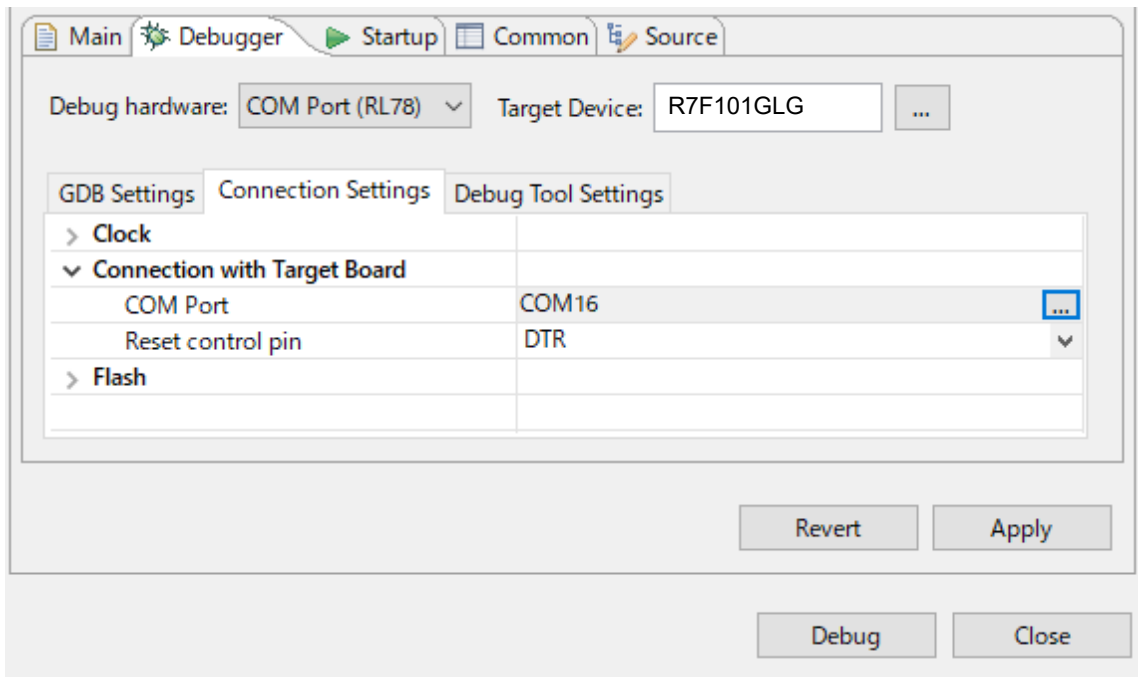 Main Debugger Startup Common Source
Debug hardware: COM Port (RL78) Target Device: R7F101GLG ...
GDB Settings Connection Settings Debug Tool Settings
Clock
Connection with Target Board
COM Port COM16 ...
Reset control pin DTR
Flash
Revert Apply
Debug Close